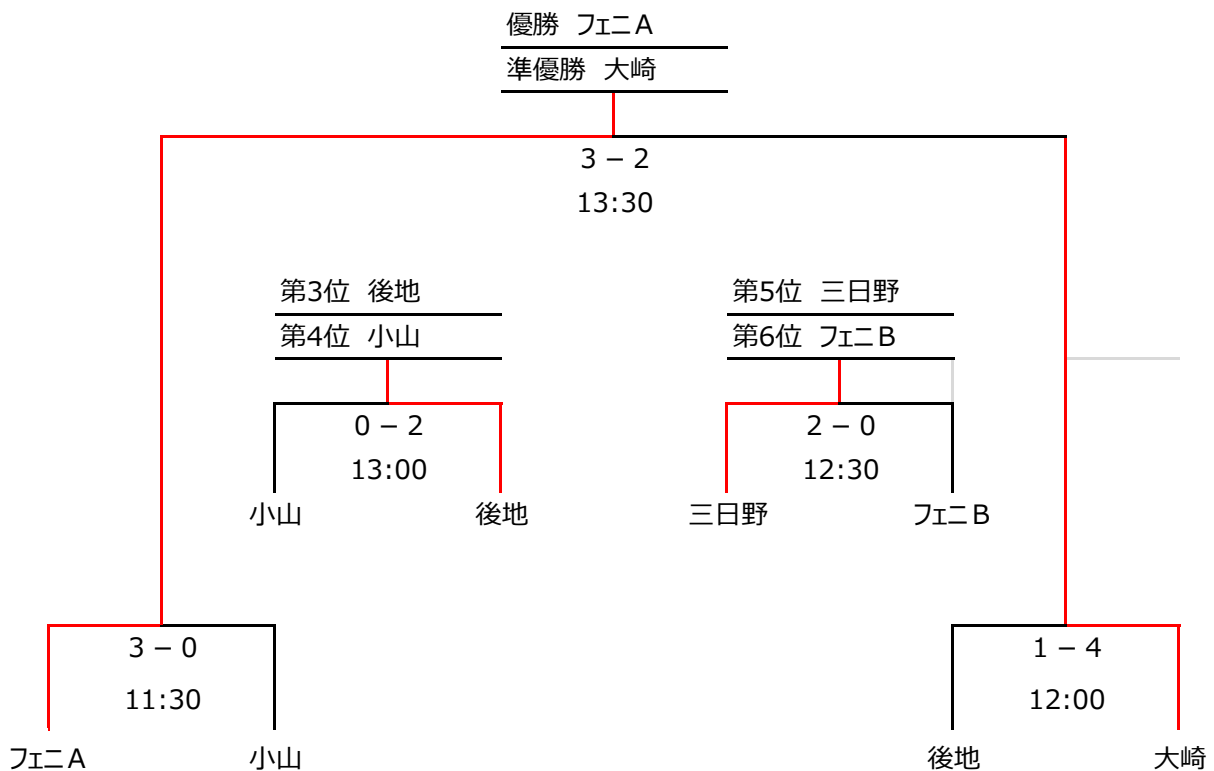 優勝 フェニA
準優勝 大崎
3 − 2
13:30
第3位 後地
第4位 小山
第5位 三日野
第6位 フェニB
0 − 2
13:00
2 − 0
12:30
小山
後地
三日野
フェニB
3 − 0
11:30
1 − 4
12:00
フェニA
小山
後地
大崎